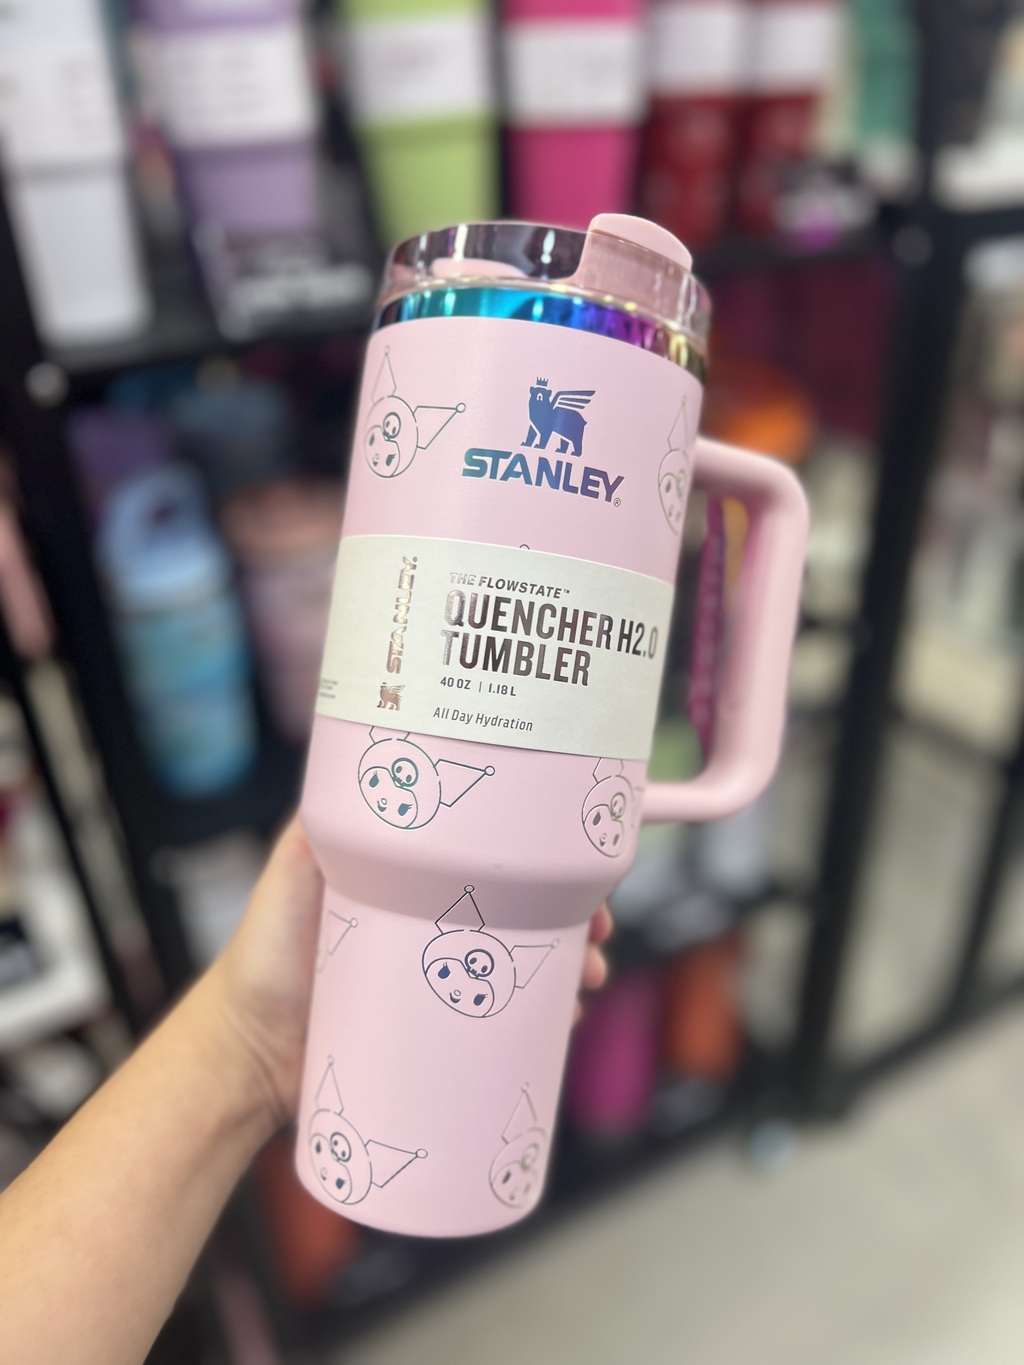 STANLEY®
STANLEY®
THE FLOWSTATE™
QUENCHER H2.0
TUMBLER
40 OZ | 1.18 L
All Day Hydration